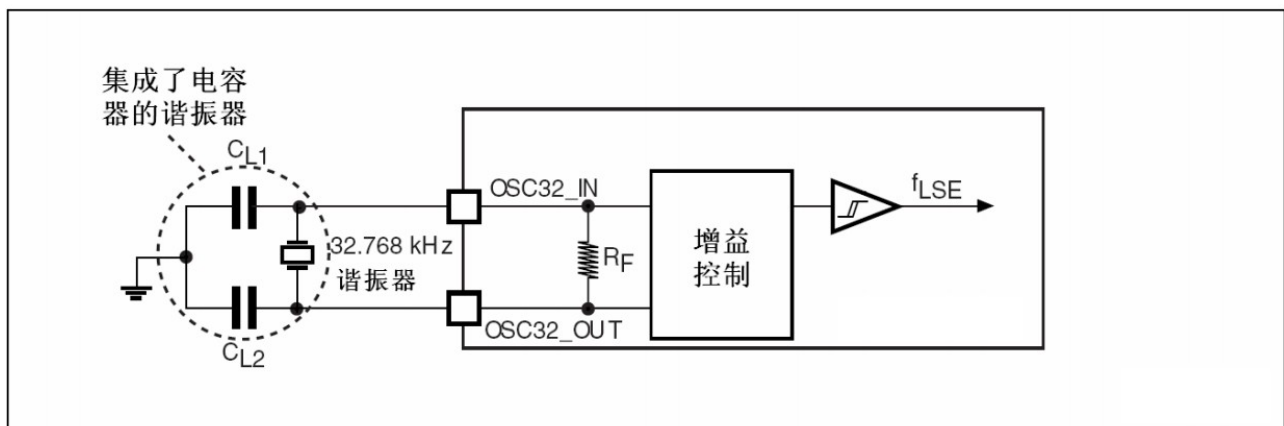 集成了电容
器的谐振器
CL1
OSC32_IN
fLSE
32.768 kHz
谐振器
RF
增益
控制
OSC32_OUT
CL2